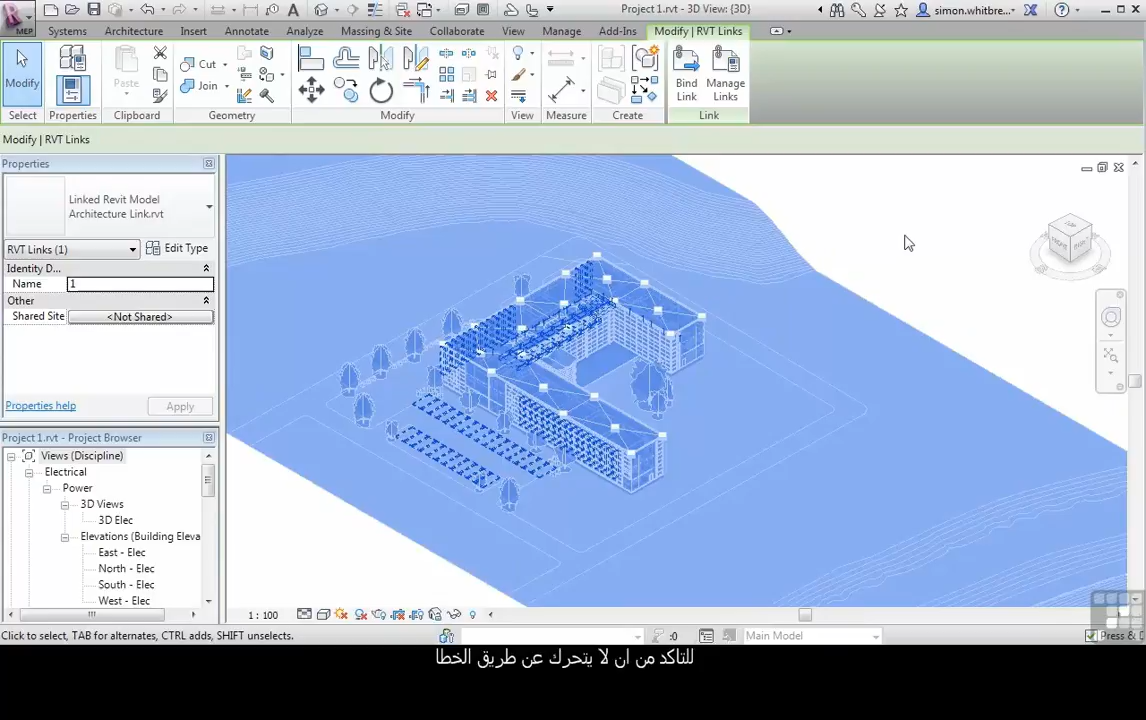 Project 1.rvt - 3D View: {3D}
simon.whitbre...
MEP
Systems
Architecture
Insert
Annotate
Analyze
Massing & Site
Collaborate
View
Manage
Add-Ins
Modify | RVT Links
Modify
Properties
Paste
Cut
Join
Bind Link
Manage Links
Select
Properties
Clipboard
Geometry
Modify
View
Measure
Create
Link
Modify | RVT Links
Properties
Linked Revit Model
Architecture Link.rvt
RVT Links (1)
Edit Type
Identity D...
Name
1
Other
Shared Site
<Not Shared>
Properties help
Apply
Project 1.rvt - Project Browser
Views (Discipline)
Electrical
Power
3D Views
3D Elec
Elevations (Building Eleva
East - Elec
North - Elec
South - Elec
West - Elec
1 : 100
Click to select, TAB for alternates, CTRL adds, SHIFT unselects.
:0
Main Model
Press & D
للتاكد من ان لا يتحرك عن طريق الخطا